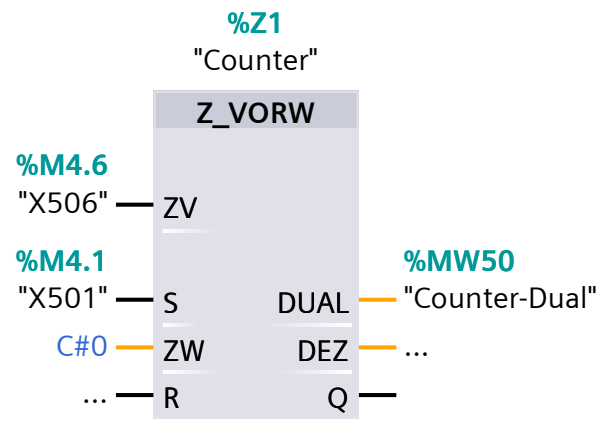 %Z1
"Counter"
Z_VORW
%M4.6
"X506" ZV
%M4.1 %MW50
"X501" S DUAL "Counter-Dual"
C#0 ZW DEZ ...
... R Q